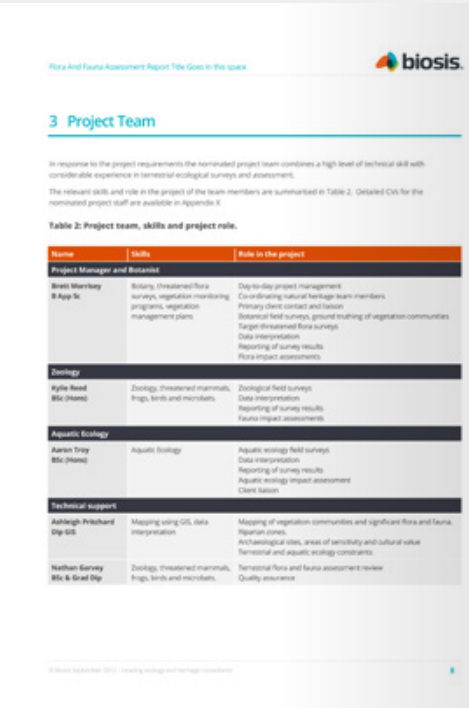 Flora And Fauna Assessment Report Title Goes in this space
biosis.
3 Project Team
In response to the project requirements the nominated project team combines a high level of technical skill with
considerable experience in terrestrial ecological surveys and assessment.
The relevant skills and role in the project of the team members are summarised in Table 2. Detailed CVs for the
nominated project staff are available in Appendix X
Table 2: Project team, skills and project role.
Name Skills Role in the project
Project Manager and Botanist
Brett Morrisey Botany, threatened flora Day-to-day project management
B App Sc surveys, vegetation monitoring Co-ordinating natural heritage team members
programs, vegetation Primary client contact and liaison
management plans Botanical field surveys, ground truthing of vegetation communities
Target threatened flora surveys
Data interpretation
Reporting of survey results
Flora impact assessments
Zoology
Kylie Reed Zoology, threatened mammals, Zoological field surveys
BSc (Hons) frogs, birds and microbats. Data interpretation
Reporting of survey results
Fauna impact assessments
Aquatic Ecology
Aaron Troy Aquatic Ecology Aquatic ecology field surveys
BSc (Hons) Data interpretation
Reporting of survey results
Aquatic ecology impact assessment
Client liaison
Technical support
Ashleigh Pritchard Mapping using GIS, data Mapping of vegetation communities and significant flora and fauna.
Dip GIS interpretation Riparian zones.
Archaeological sites, areas of sensitivity and cultural value
Terrestrial and aquatic ecology constraints
Nathan Garvey Zoology, threatened mammals, Terrestrial flora and fauna assessment review
BSc & Grad Dip frogs, birds and microbats. Quality assurance
© Biosis September 2012 - Leading ecology and heritage consultants